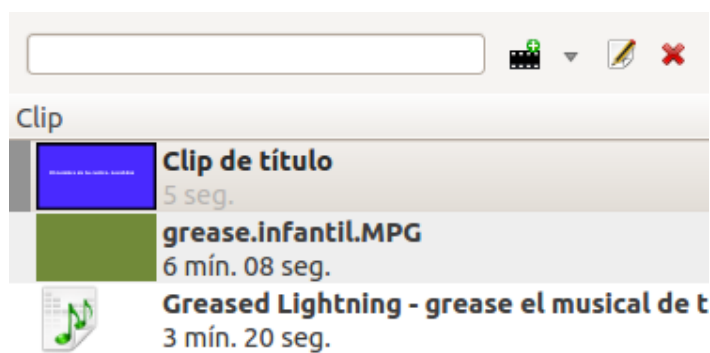 Clip
Clip de título
5 seg.
grease.infantil.MPG
6 mín. 08 seg.
Greased Lightning - grease el musical de t
3 mín. 20 seg.